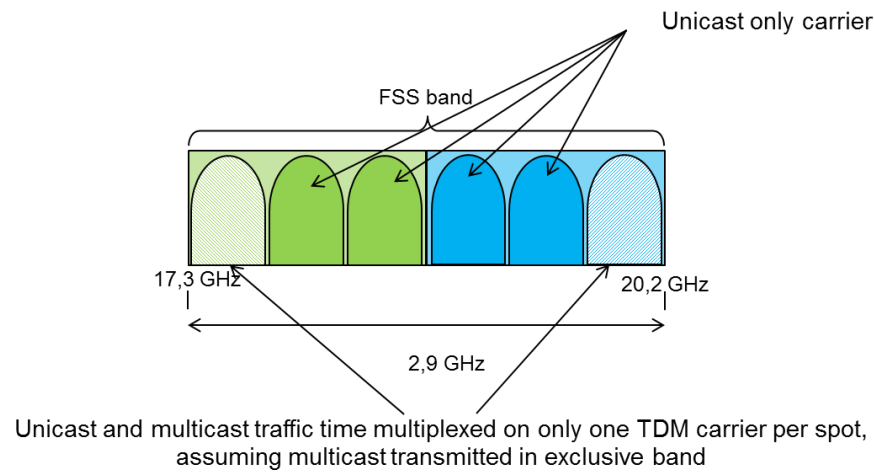 Unicast only carrier
FSS band
17,3 GHz
20,2 GHz
2,9 GHz
Unicast and multicast traffic time multiplexed on only one TDM carrier per spot,
assuming multicast transmitted in exclusive band